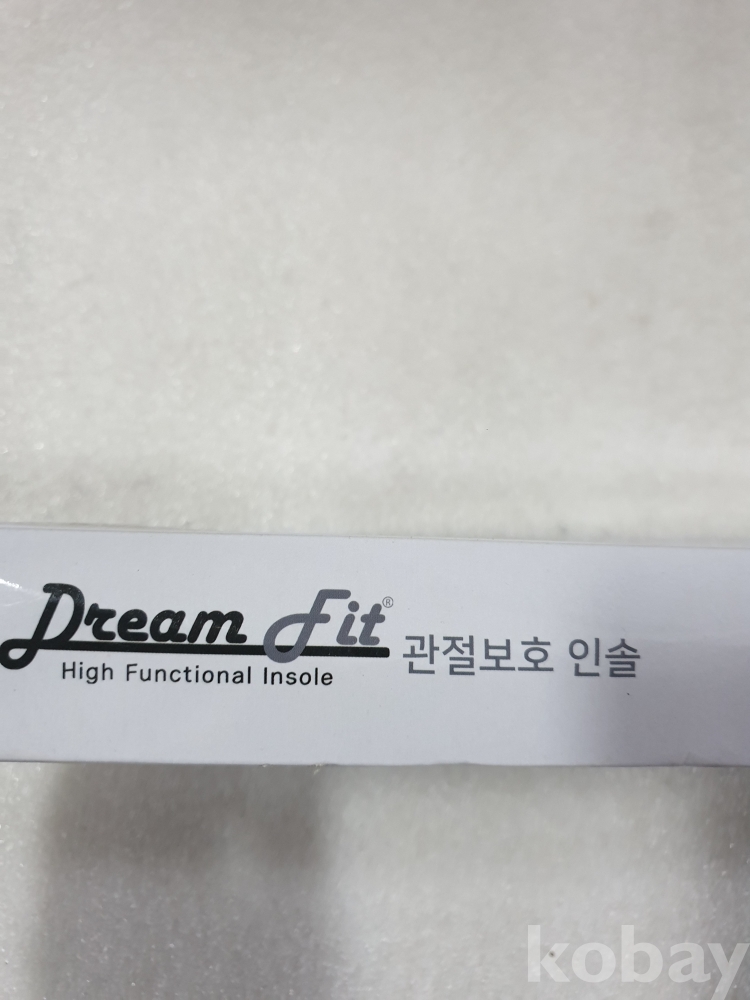 Dream Fit®
High Functional Insole
관절보호 인솔
kobay